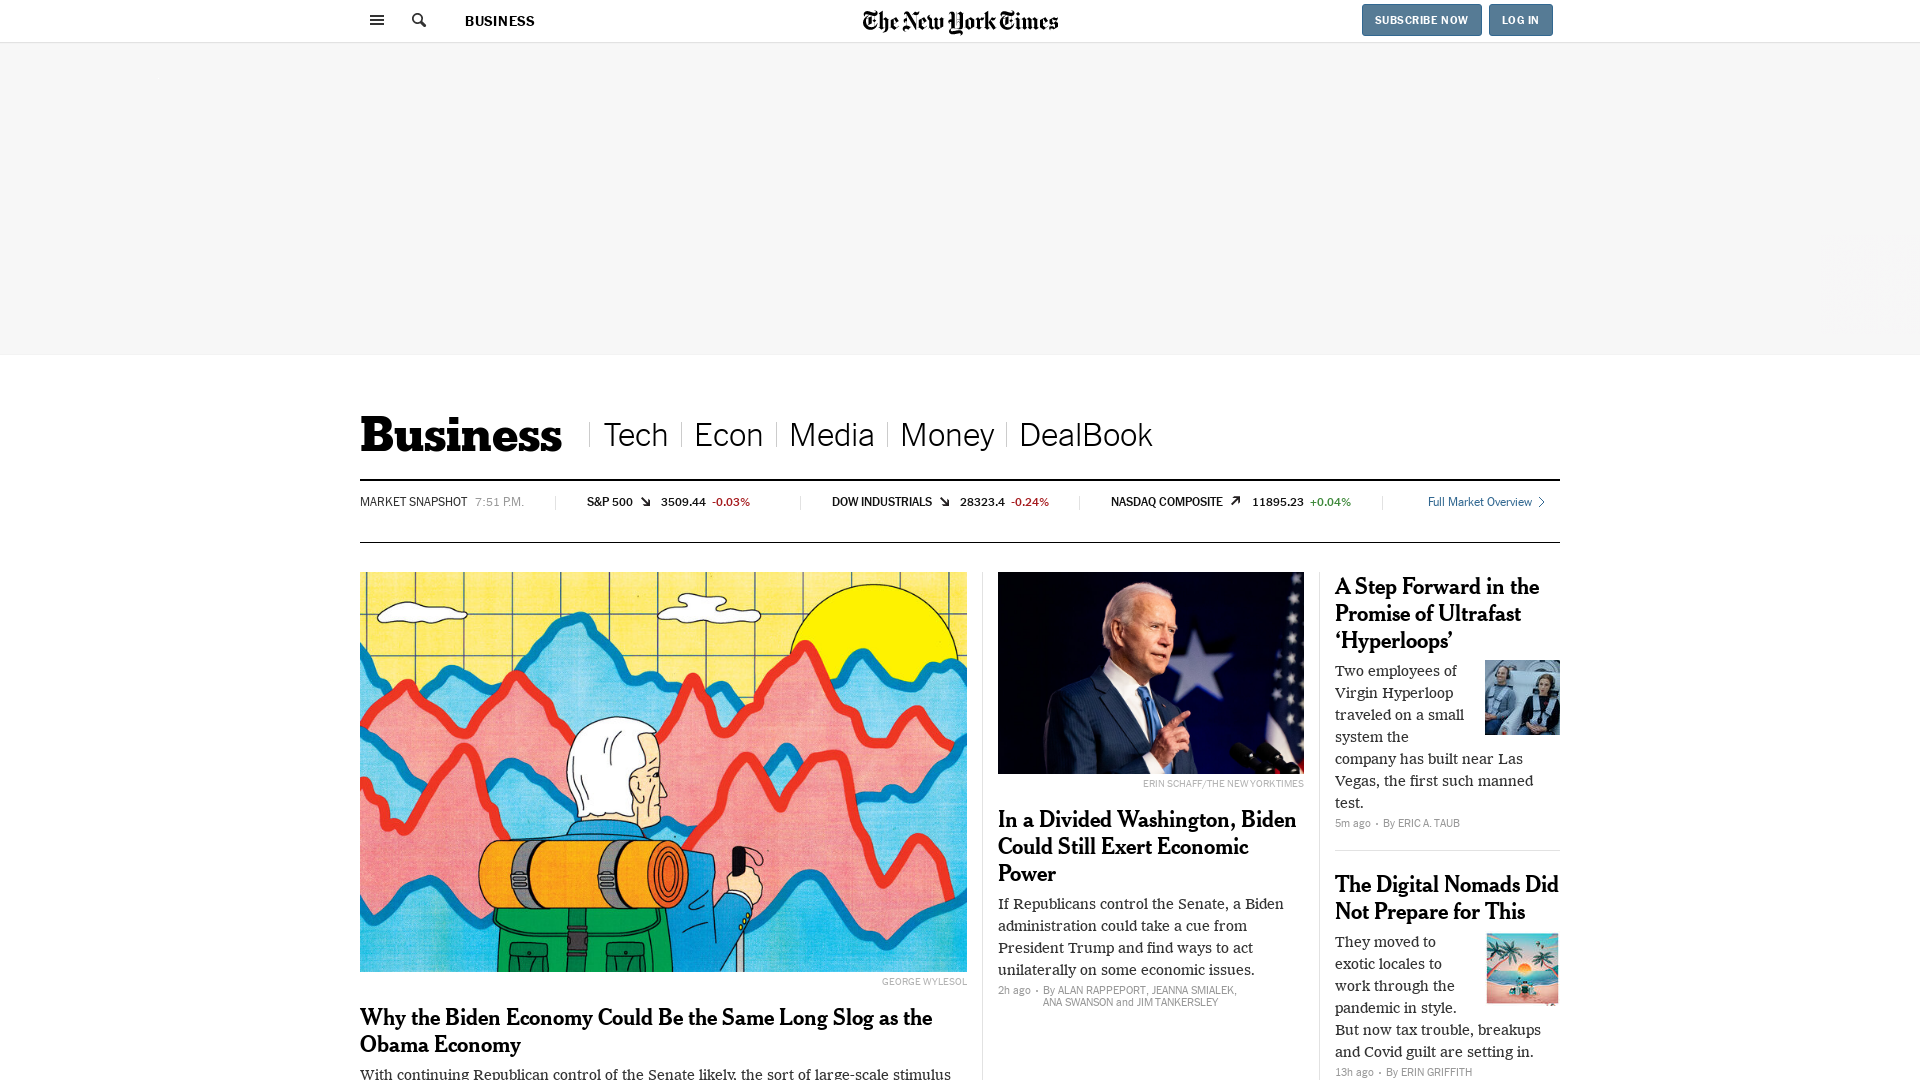 BUSINESS
The New York Times
SUBSCRIBE NOW
LOG IN
Business
Tech
Econ
Media
Money
DealBook
MARKET SNAPSHOT 7:51 P.M.
S&P 500 3509.44 -0.03%
DOW INDUSTRIALS 28323.4 -0.24%
NASDAQ COMPOSITE 11895.23 +0.04%
Full Market Overview
GEORGE WYLESOL
Why the Biden Economy Could Be the Same Long Slog as the
Obama Economy
With continuing Republican control of the Senate likely, the sort of large-scale stimulus
ERIN SCHAFF/THE NEW YORK TIMES
In a Divided Washington, Biden
Could Still Exert Economic
Power
If Republicans control the Senate, a Biden
administration could take a cue from
President Trump and find ways to act
unilaterally on some economic issues.
2h ago • By ALAN RAPPEPORT, JEANNA SMIALEK,
ANA SWANSON and JIM TANKERSLEY
A Step Forward in the
Promise of Ultrafast
‘Hyperloops’
Two employees of
Virgin Hyperloop
traveled on a small
system the
company has built near Las
Vegas, the first such manned
test.
5m ago • By ERIC A. TAUB
The Digital Nomads Did
Not Prepare for This
They moved to
exotic locales to
work through the
pandemic in style.
But now tax trouble, breakups
and Covid guilt are setting in.
13h ago • By ERIN GRIFFITH